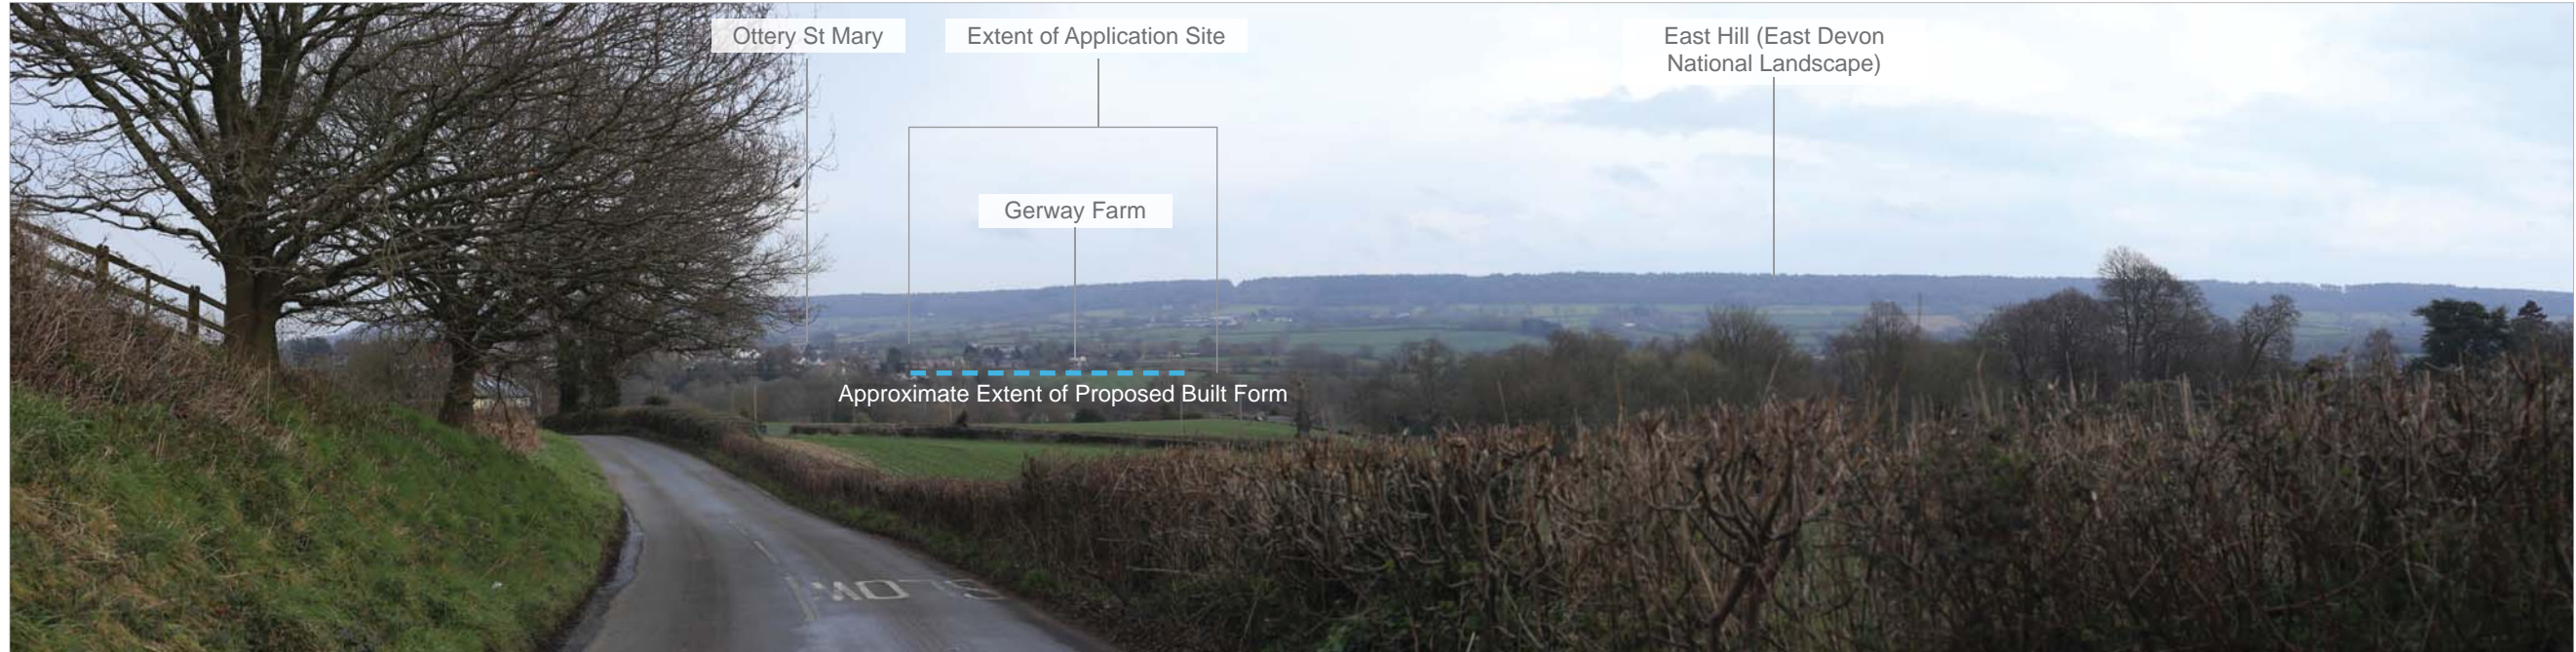 Ottery St Mary
Extent of Application Site
East Hill (East Devon
National Landscape)
Gerway Farm
Approximate Extent of Proposed Built Form
SLOW